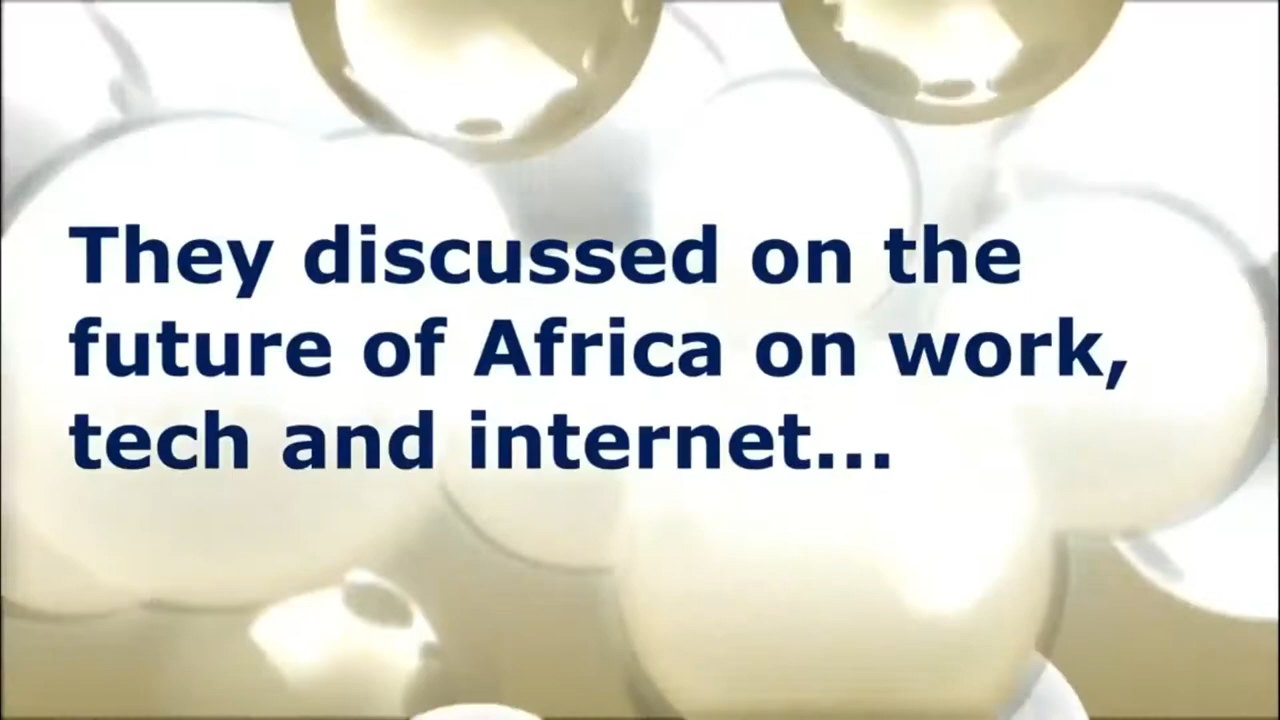 They discussed on the
future of Africa on work,
tech and internet...